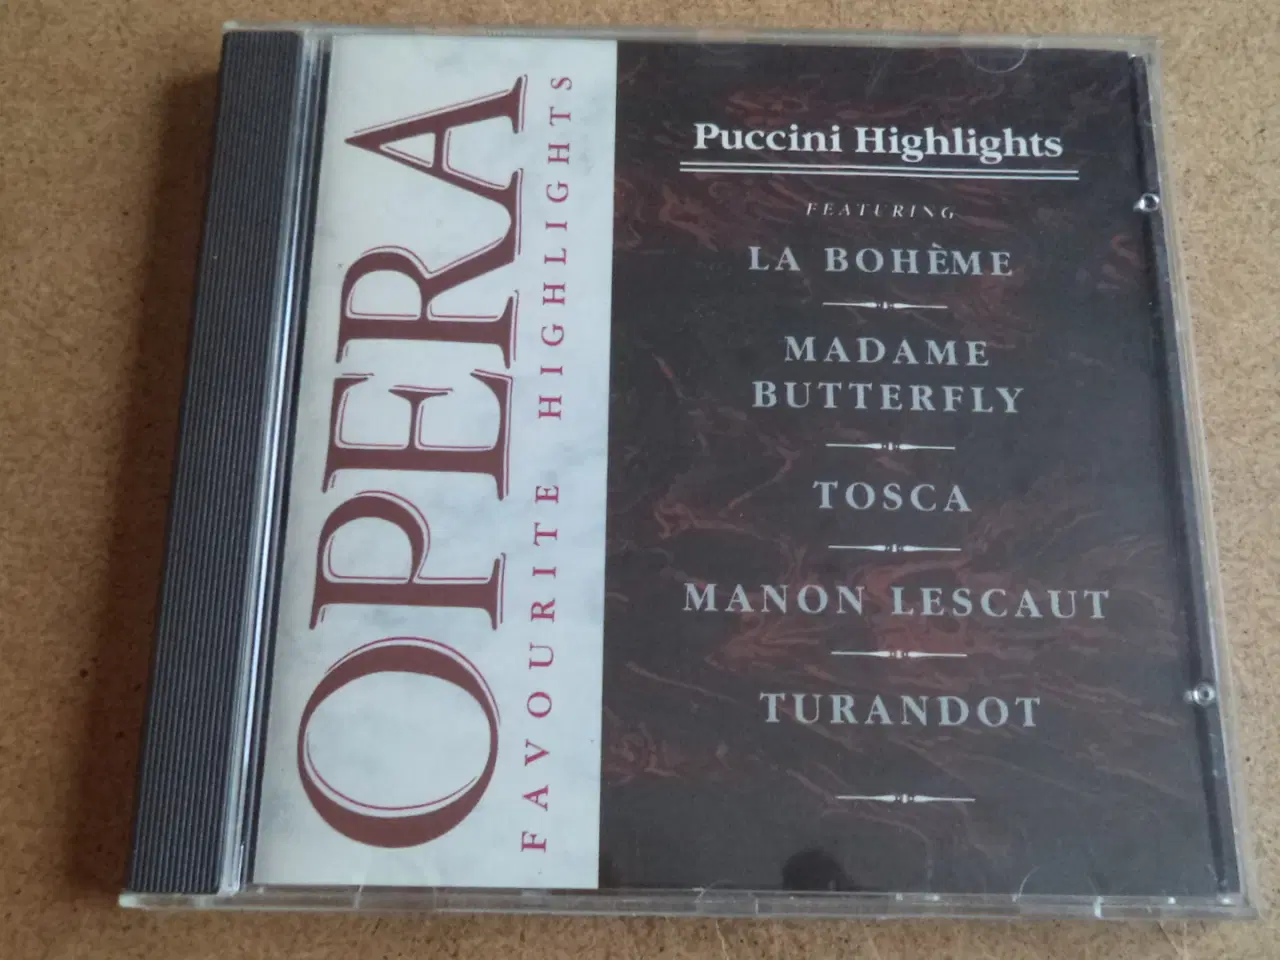 OPERA
FAVOURITE HIGHLIGHTS
Puccini Highlights
FEATURING
LA BOHÈME
MADAME
BUTTERFLY
TOSCA
MANON LESCAUT
TURANDOT